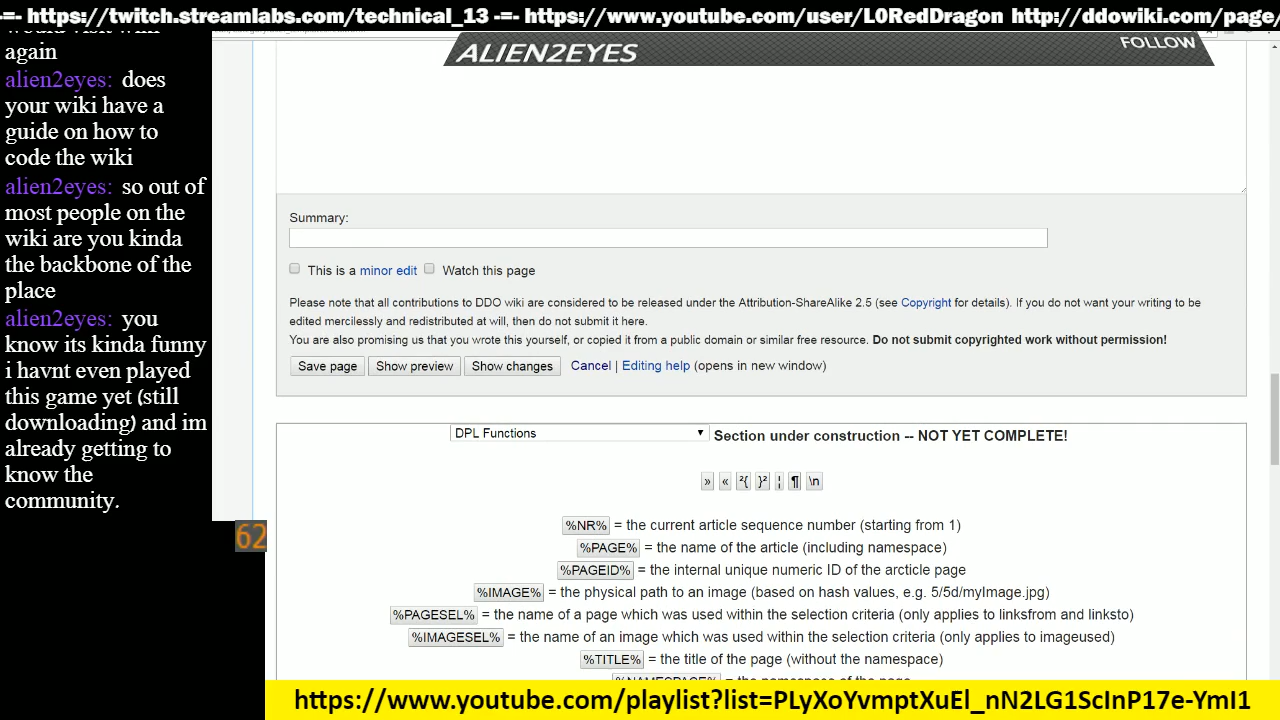 -=- https://twitch.streamlabs.com/technical_13 -=- https://www.youtube.com/user/L0RedDragon http://ddowiki.com/page/
again
alien2eyes: does
your wiki have a
guide on how to
code the wiki
alien2eyes: so out of
most people on the
wiki are you kinda
the backbone of the
place
alien2eyes: you
know its kinda funny
i havnt even played
this game yet (still
downloading) and im
already getting to
know the
community.
ALIEN2EYES
FOLLOW
Summary:
This is a minor edit Watch this page
Please note that all contributions to DDO wiki are considered to be released under the Attribution-ShareAlike 2.5 (see Copyright for details). If you do not want your writing to be
edited mercilessly and redistributed at will, then do not submit it here.
You are also promising us that you wrote this yourself, or copied it from a public domain or similar free resource. Do not submit copyrighted work without permission!
Save page Show preview Show changes Cancel | Editing help (opens in new window)
DPL Functions Section under construction -- NOT YET COMPLETE!
» « ²{ }² ¦ ¶ \n
62
%NR% = the current article sequence number (starting from 1)
%PAGE% = the name of the article (including namespace)
%PAGEID% = the internal unique numeric ID of the arcticle page
%IMAGE% = the physical path to an image (based on hash values, e.g. 5/5d/myImage.jpg)
%PAGESEL% = the name of a page which was used within the selection criteria (only applies to linksfrom and linksto)
%IMAGESEL% = the name of an image which was used within the selection criteria (only applies to imageused)
%TITLE% = the title of the page (without the namespace)
https://www.youtube.com/playlist?list=PLyXoYvmptXuEl_nN2LG1ScInP17e-YmI1